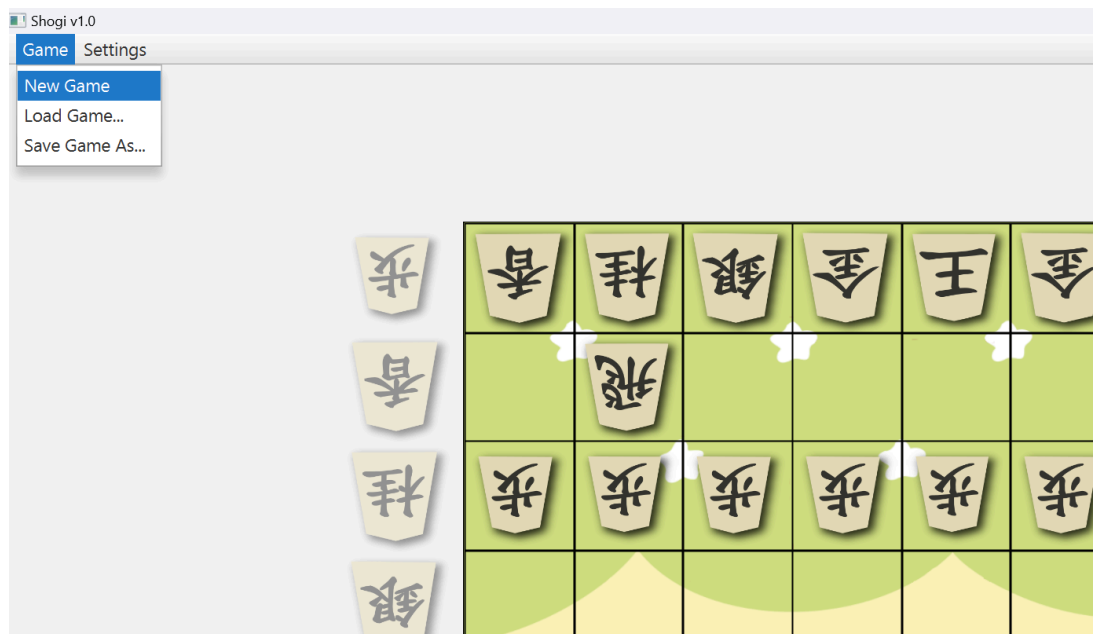 Shogi v1.0
Game Settings
New Game
Load Game...
Save Game As...
歩
香 桂 銀 金 王 金
香
飛
桂
歩 歩 歩 歩 歩 歩
銀